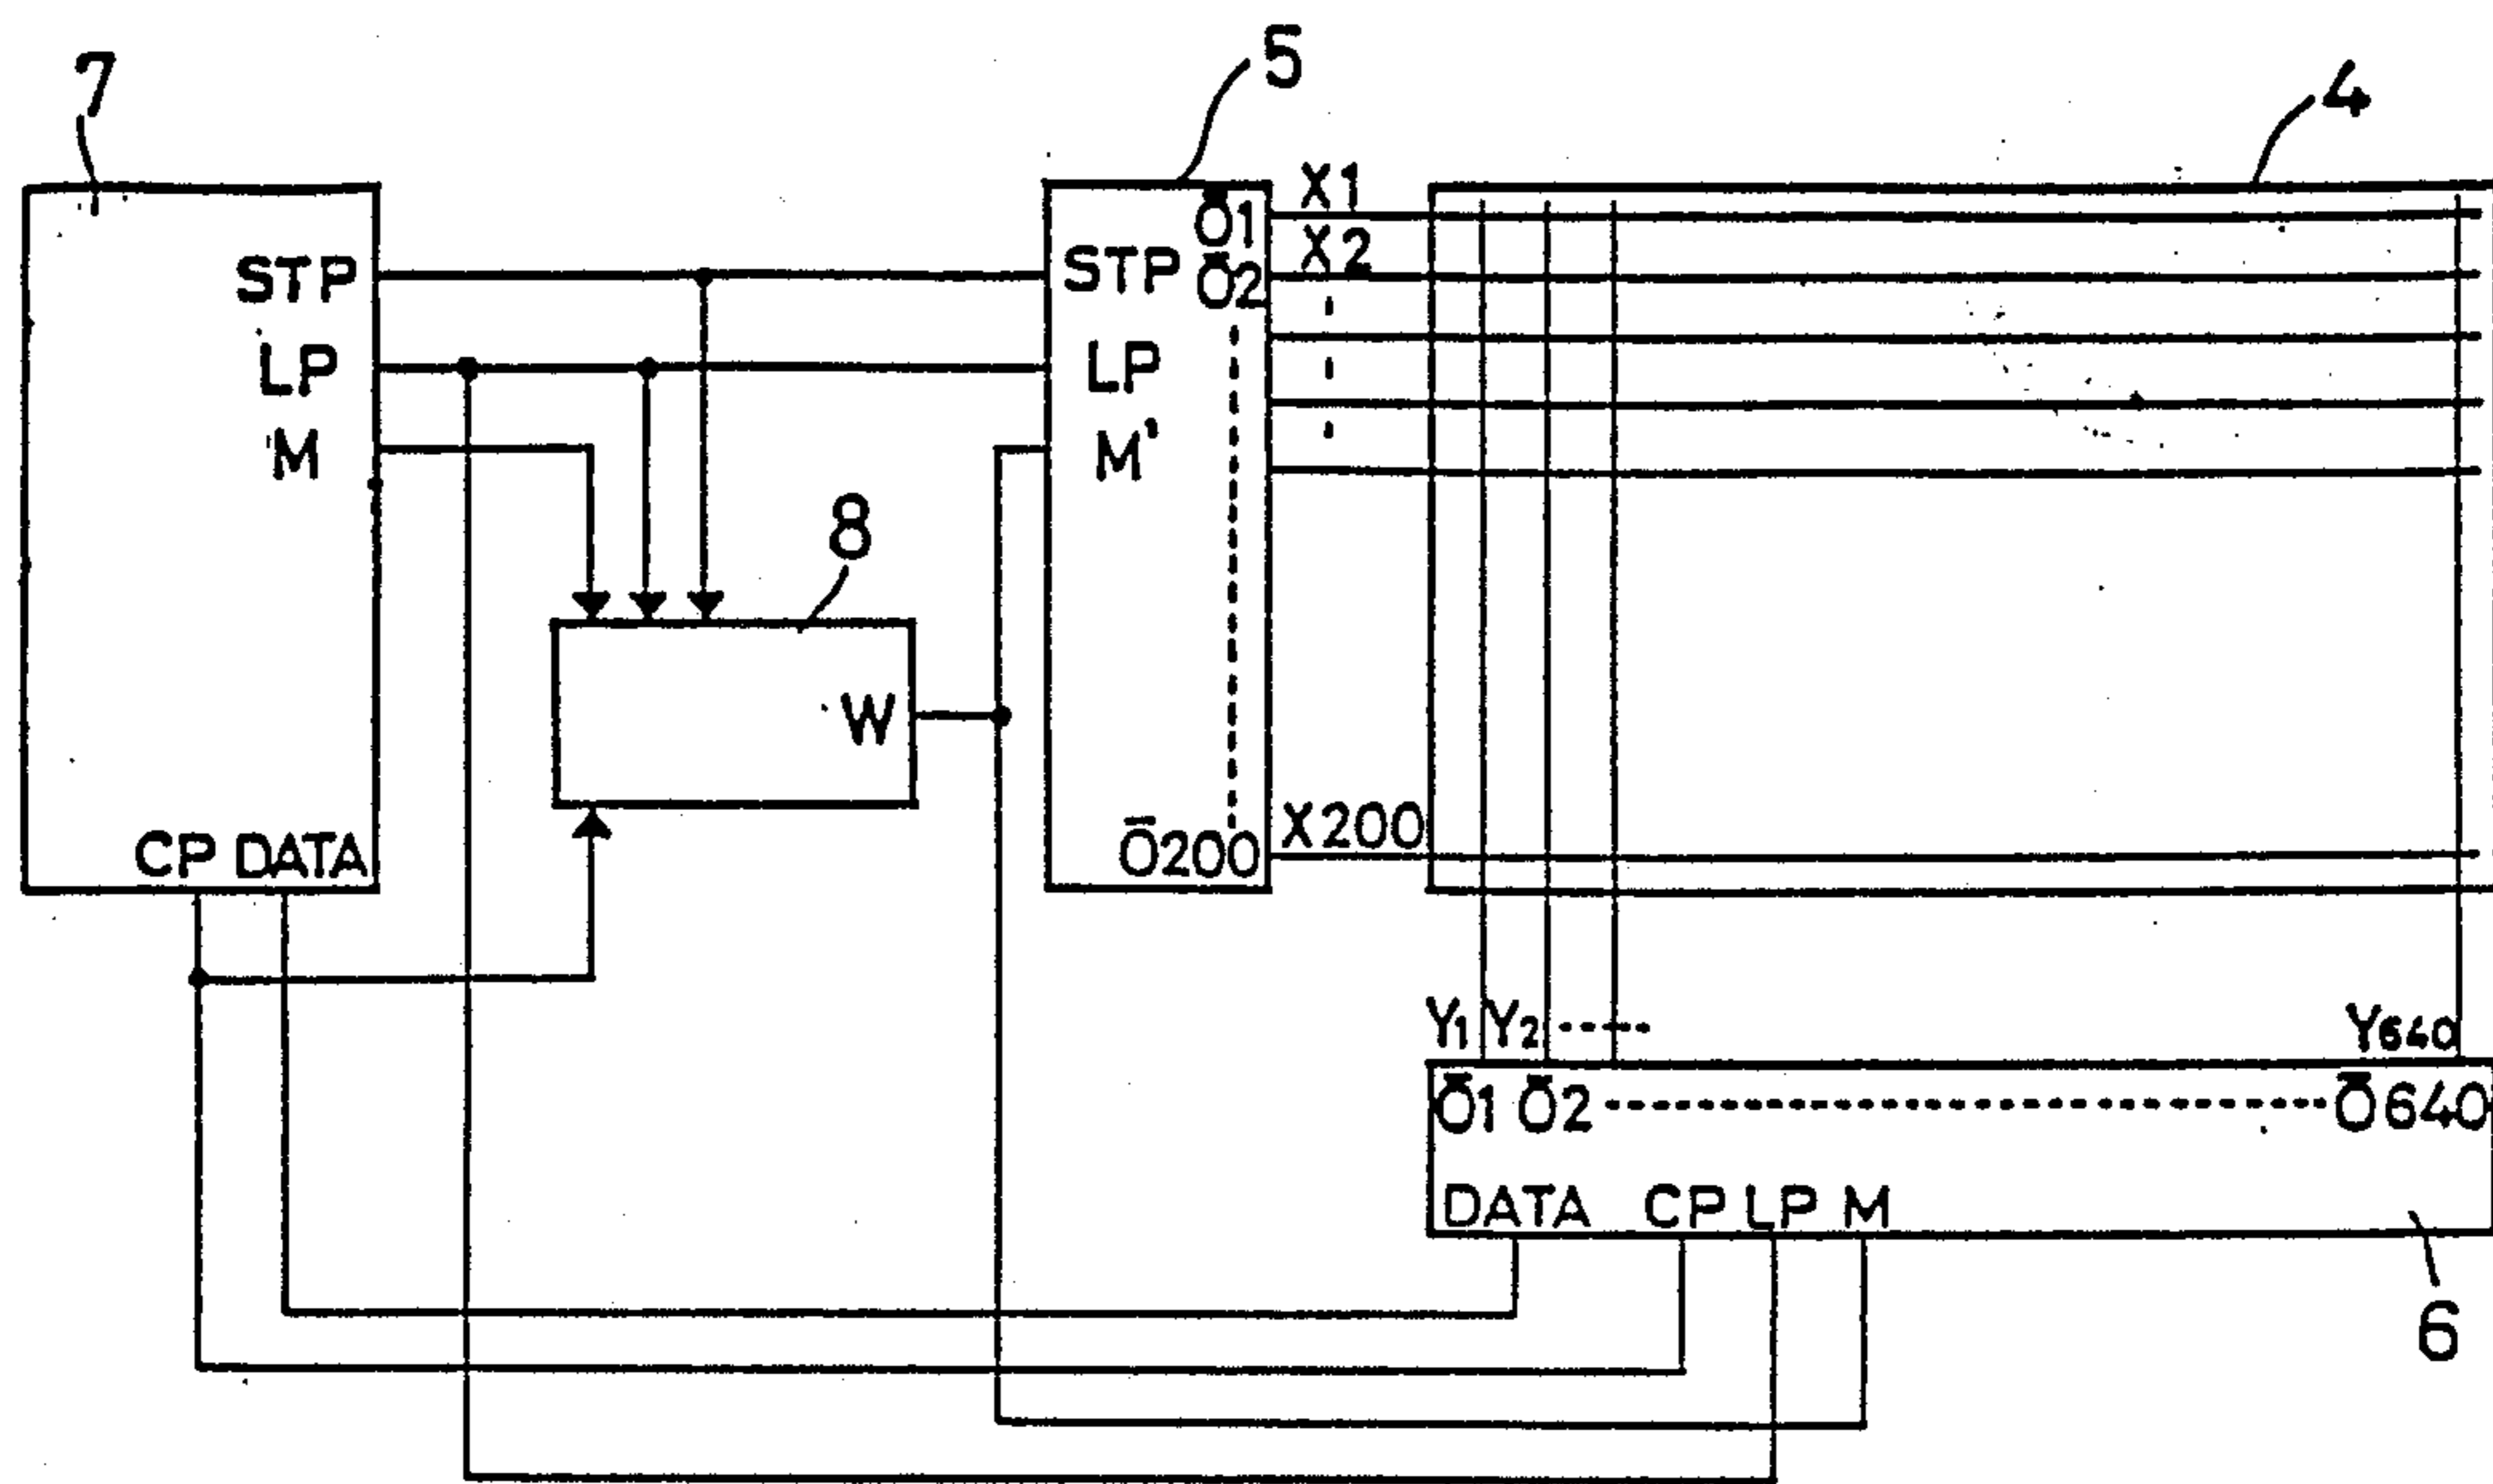 7
5
4
STP
LP
M
CP DATA
8
W
Ō1
STP Ō2
LP
M'
Ō200
X1
X2
X200
Y1 Y2
Y640
Ō1 Ō2 Ō640
DATA CP LP M
6